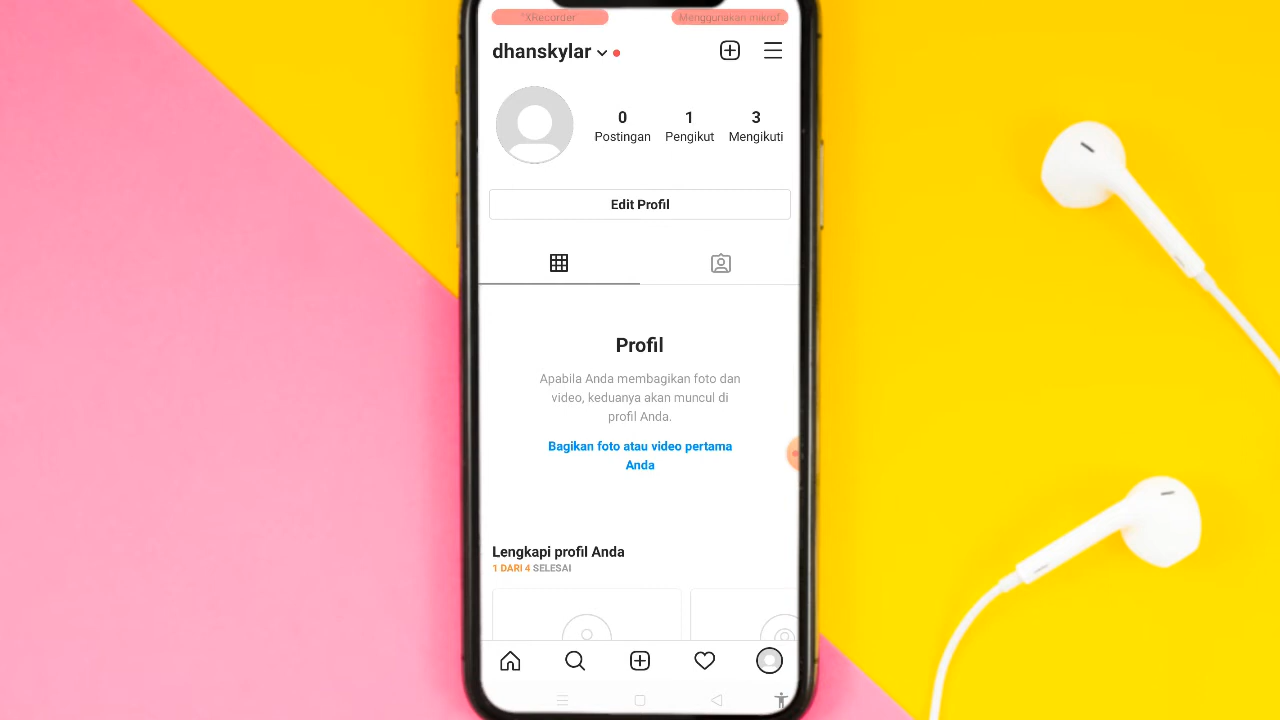 "XRecorder"
Menggunakan mikrof...
dhanskylar
0 1 3
Postingan Pengikut Mengikuti
Edit Profil
Profil
Apabila Anda membagikan foto dan
video, keduanya akan muncul di
profil Anda.
Bagikan foto atau video pertama
Anda
Lengkapi profil Anda
1 DARI 4 SELESAI